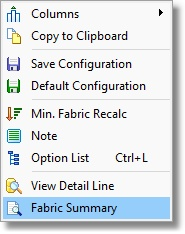 Columns
Copy to Clipboard
Save Configuration
Default Configuration
Min. Fabric Recalc
Note
Option List Ctrl+L
View Detail Line
Fabric Summary